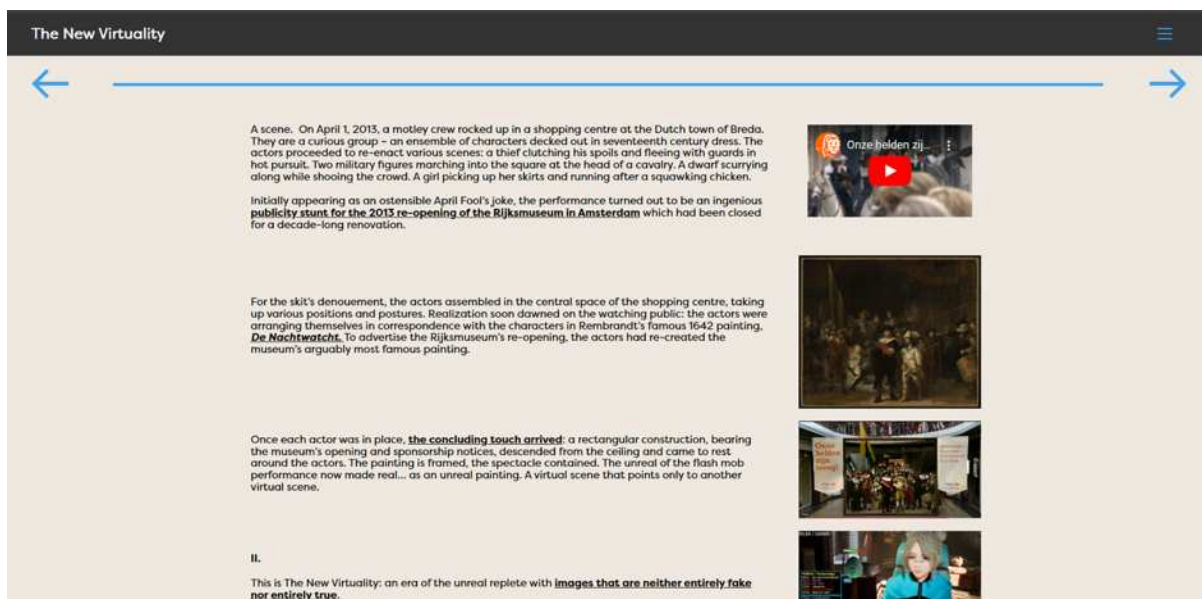 The New Virtuality
A scene. On April 1, 2013, a motley crew rocked up in a shopping centre at the Dutch town of Breda.
They are a curious group – an ensemble of characters decked out in seventeenth century dress. The
actors proceeded to re-enact various scenes: a thief clutching his spoils and fleeing with guards in
hot pursuit. Two military figures marching into the square at the head of a cavalry. A dwarf scurrying
along while shooing the crowd. A girl picking up her skirts and running after a squawking chicken.
Onze helden zij...
Initially appearing as an ostensible April Fool's joke, the performance turned out to be an ingenious
publicity stunt for the 2013 re-opening of the Rijksmuseum in Amsterdam which had been closed
for a decade-long renovation.
For the skit's denouement, the actors assembled in the central space of the shopping centre, taking
up various positions and postures. Realization soon dawned on the watching public: the actors were
arranging themselves in correspondence with the characters in Rembrandt's famous 1642 painting,
De Nachtwatcht. To advertise the Rijksmuseum's re-opening, the actors had re-created the
museum's arguably most famous painting.
Once each actor was in place, the concluding touch arrived: a rectangular construction, bearing
the museum's opening and sponsorship notices, descended from the ceiling and came to rest
around the actors. The painting is framed, the spectacle contained. The unreal of the flash mob
performance now made real... as an unreal painting. A virtual scene that points only to another
virtual scene.
Onze
helden
zijn
terug!
II.
This is The New Virtuality: an era of the unreal replete with images that are neither entirely fake
nor entirely true.